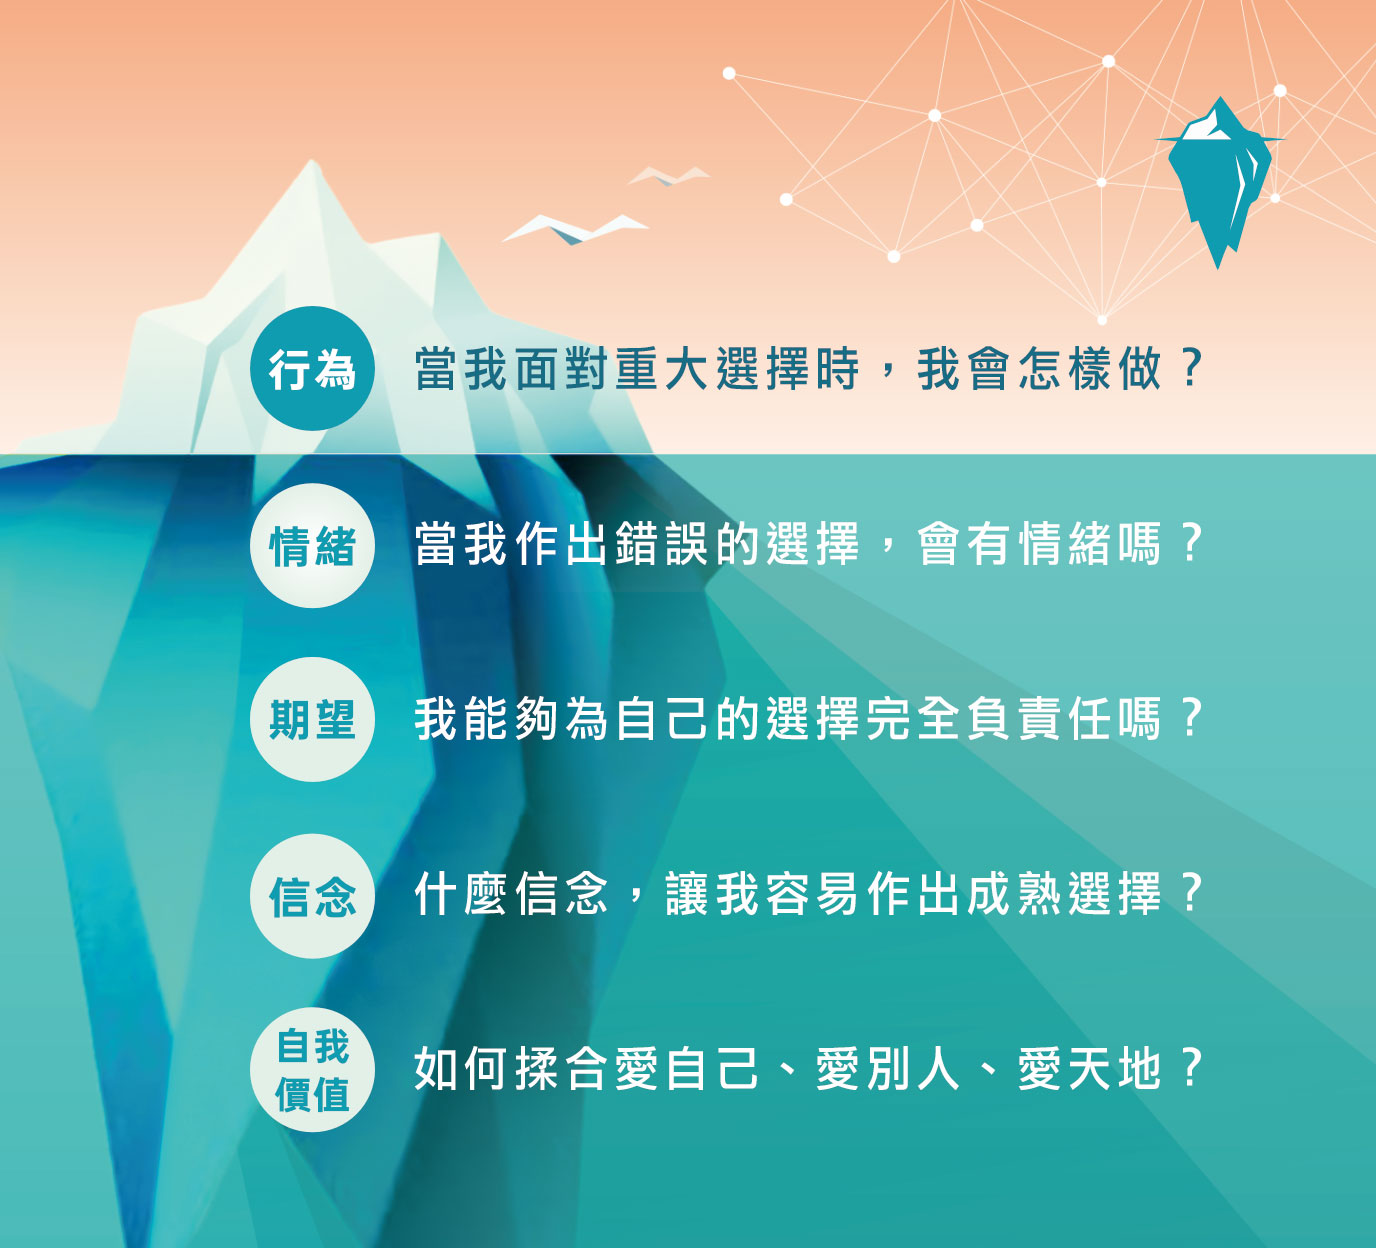 行為 當我面對重大選擇時，我會怎樣做？
情緒 當我作出錯誤的選擇，會有情緒嗎？
期望 我能夠為自己的選擇完全負責任嗎？
信念 什麼信念，讓我容易作出成熟選擇？
自我
價值
如何揉合愛自己、愛別人、愛天地？